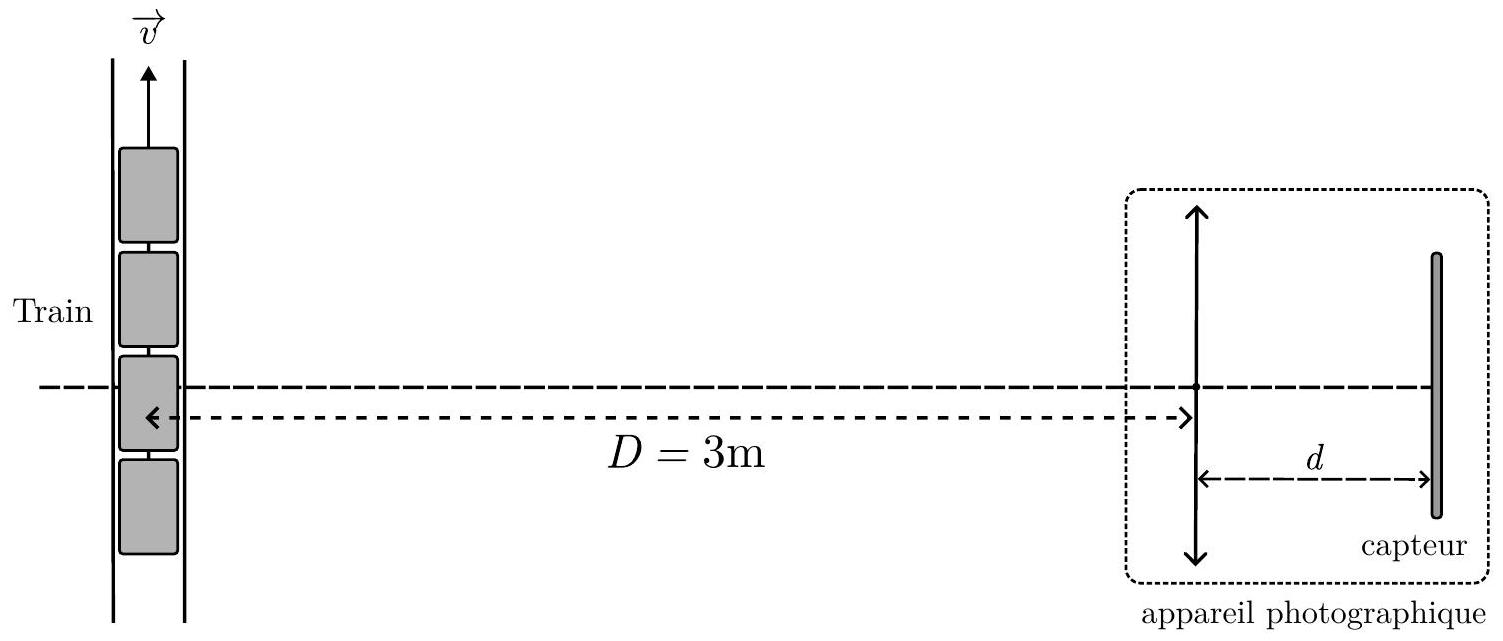 v
Train
D = 3m
d
capteur
appareil photographique